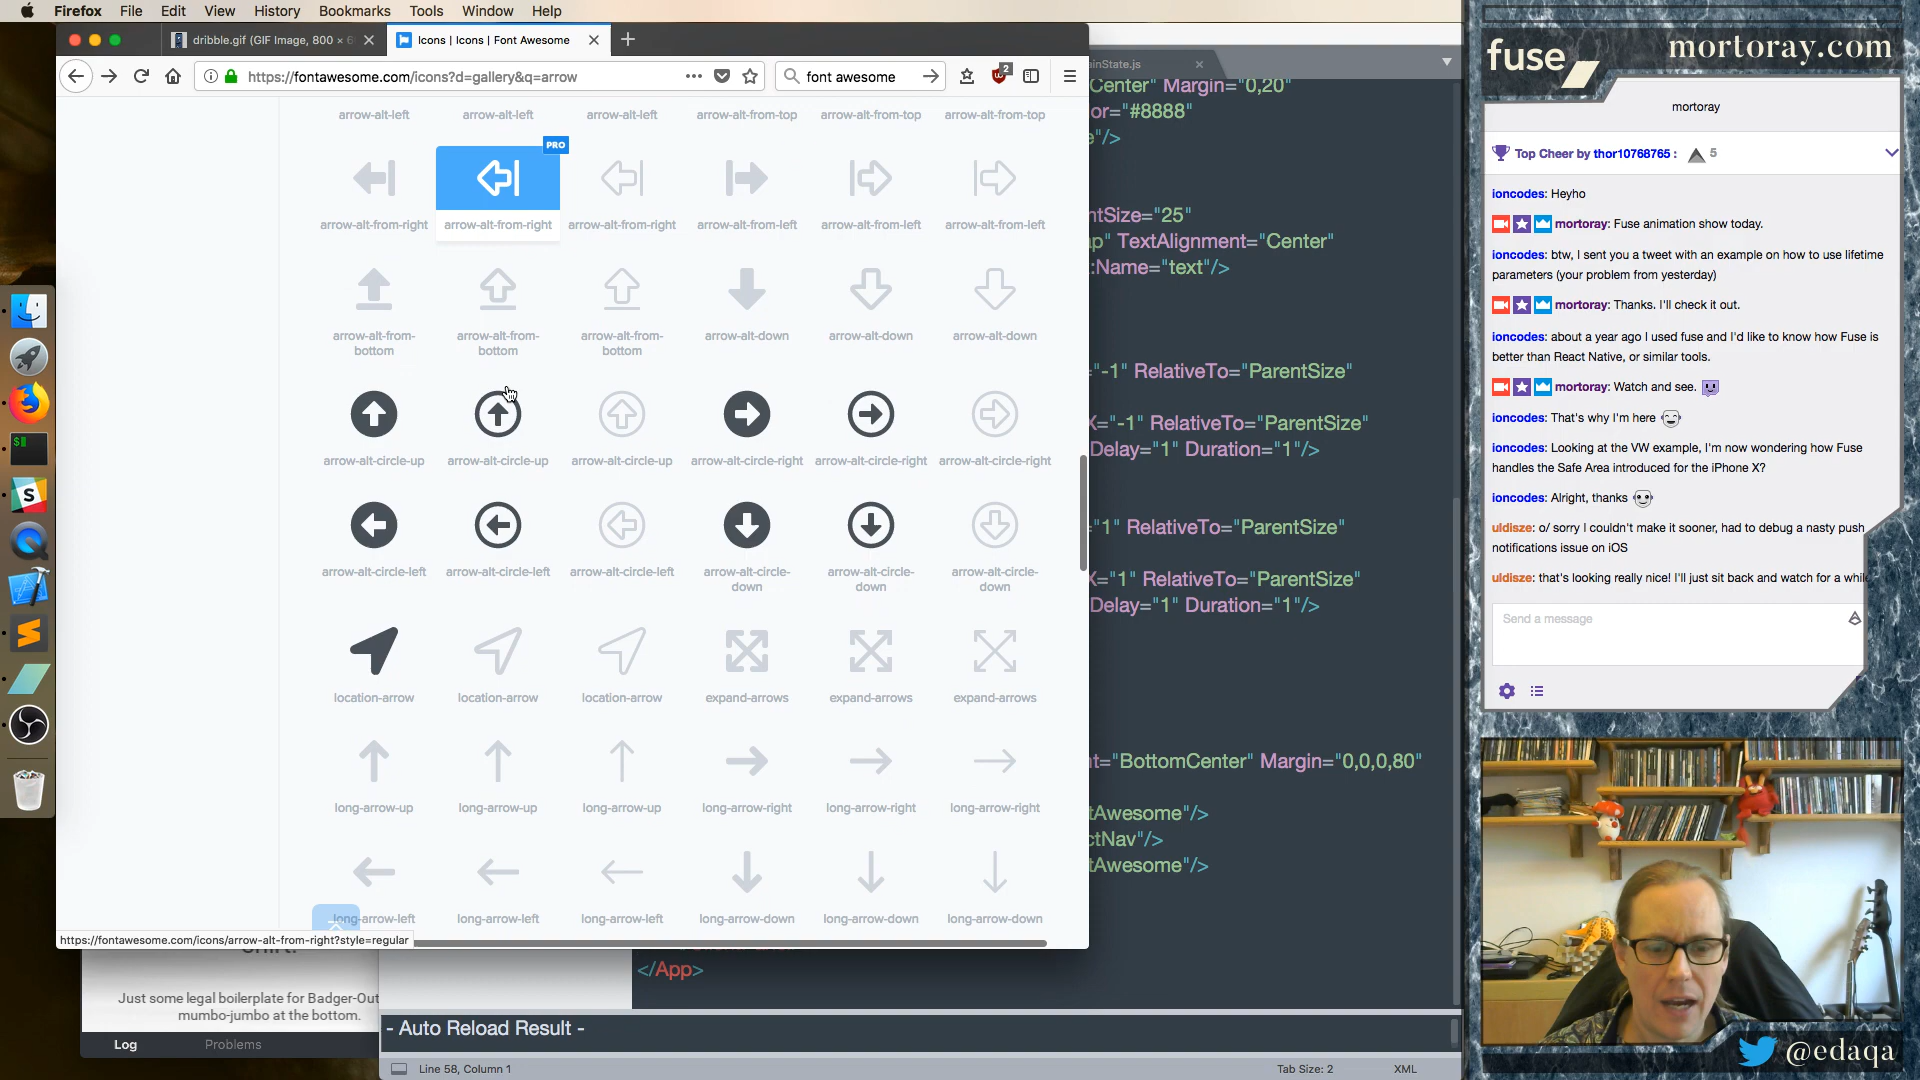 Firefox File Edit View History Bookmarks Tools Window Help
dribble.gif (GIF Image, 800 ×
Icons | Icons | Font Awesome
https://fontawesome.com/icons?d=gallery&q=arrow
font awesome
2
arrow-alt-left arrow-alt-left arrow-alt-left arrow-alt-from-top arrow-alt-from-top arrow-alt-from-top
PRO
arrow-alt-from-right arrow-alt-from-right arrow-alt-from-right arrow-alt-from-left arrow-alt-from-left arrow-alt-from-left
arrow-alt-from- arrow-alt-from- arrow-alt-from- arrow-alt-down arrow-alt-down arrow-alt-down
bottom bottom bottom
arrow-alt-circle-up arrow-alt-circle-up arrow-alt-circle-up arrow-alt-circle-right arrow-alt-circle-right arrow-alt-circle-right
arrow-alt-circle-left arrow-alt-circle-left arrow-alt-circle-left arrow-alt-circle- arrow-alt-circle- arrow-alt-circle-
down down down
location-arrow location-arrow location-arrow expand-arrows expand-arrows expand-arrows
long-arrow-up long-arrow-up long-arrow-up long-arrow-right long-arrow-right long-arrow-right
long-arrow-left long-arrow-left long-arrow-left long-arrow-down long-arrow-down long-arrow-down
https://fontawesome.com/icons/arrow-alt-from-right?style=regular
Just some legal boilerplate for Badger-Out
mumbo-jumbo at the bottom.
Log Problems
ainState.js
Center" Margin="0,20"
or="#8888"
"/>
ntSize="25"
ap" TextAlignment="Center"
:Name="text"/>
"-1" RelativeTo="ParentSize"
X="-1" RelativeTo="ParentSize"
Delay="1" Duration="1"/>
"1" RelativeTo="ParentSize"
X="1" RelativeTo="ParentSize"
Delay="1" Duration="1"/>
t="BottomCenter" Margin="0,0,0,80"
tAwesome"/>
ctNav"/>
tAwesome"/>
</App>
- Auto Reload Result -
Line 58, Column 1 Tab Size: 2 XML
fuse mortoray.com
mortoray
Top Cheer by thor10768765 : 5
ioncodes: Heyho
mortoray: Fuse animation show today.
ioncodes: btw, I sent you a tweet with an example on how to use lifetime
parameters (your problem from yesterday)
mortoray: Thanks. I'll check it out.
ioncodes: about a year ago I used fuse and I'd like to know how Fuse is
better than React Native, or similar tools.
mortoray: Watch and see.
ioncodes: That's why I'm here
ioncodes: Looking at the VW example, I'm now wondering how Fuse
handles the Safe Area introduced for the iPhone X?
ioncodes: Alright, thanks
uldisze: o/ sorry I couldn't make it sooner, had to debug a nasty push
notifications issue on iOS
uldisze: that's looking really nice! I'll just sit back and watch for a while
Send a message
@edaqa